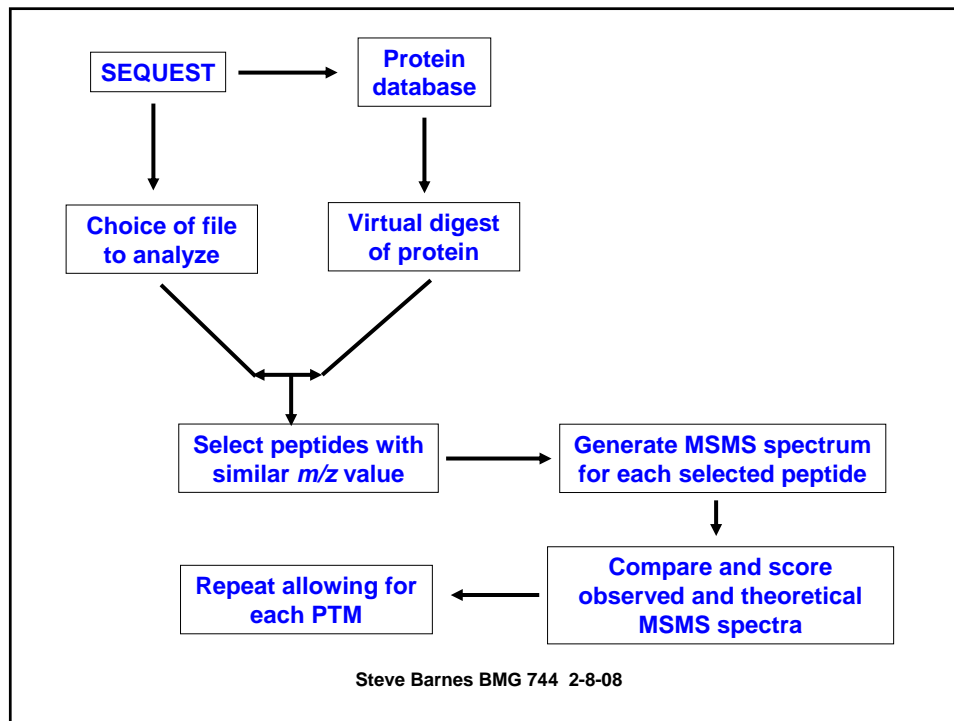 SEQUEST
Protein
database
Choice of file
to analyze
Virtual digest
of protein
Select peptides with
similar m/z value
Generate MSMS spectrum
for each selected peptide
Compare and score
observed and theoretical
MSMS spectra
Repeat allowing for
each PTM
Steve Barnes BMG 744 2-8-08